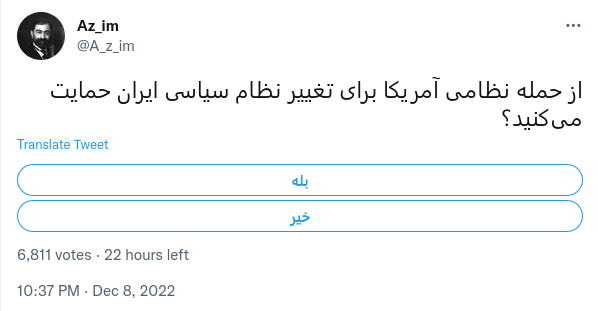 Az_im
@A_z_im
از حمله نظامی آمریکا برای تغییر نظام سیاسی ایران حمایت
می‌کنید؟
Translate Tweet
بله
خیر
6,811 votes · 22 hours left
10:37 PM · Dec 8, 2022